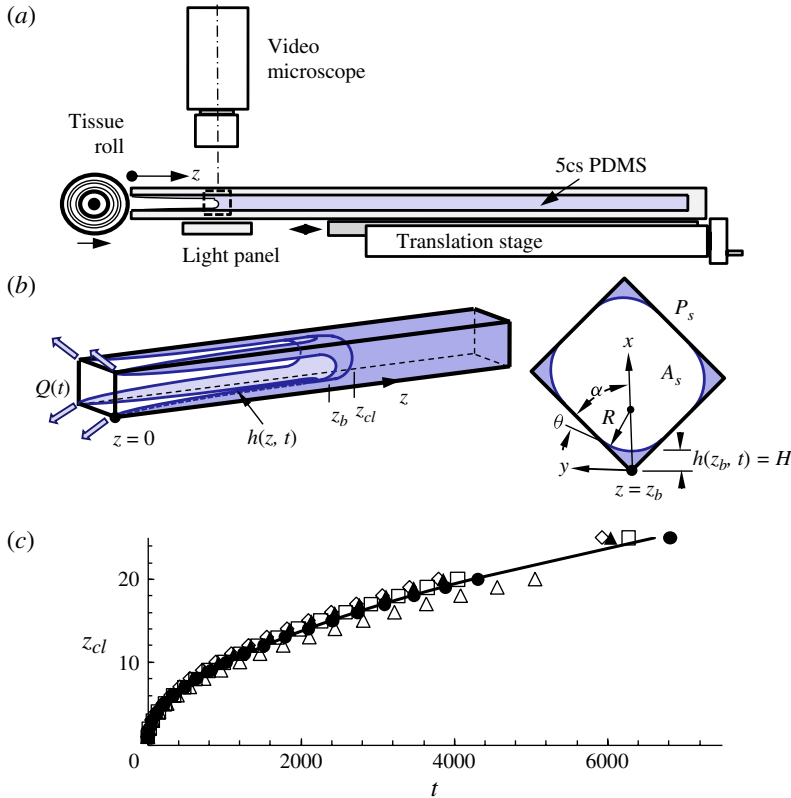 (a)
Video
microscope
Tissue
roll
z
5cs PDMS
Light panel
Translation stage
(b)
Q(t)
z = 0
h(z, t)
z_b
z_cl
z
P_s
x
A_s
α
θ
R
y
h(z_b, t) = H
z = z_b
(c)
20
z_cl
10
0
2000
4000
6000
t